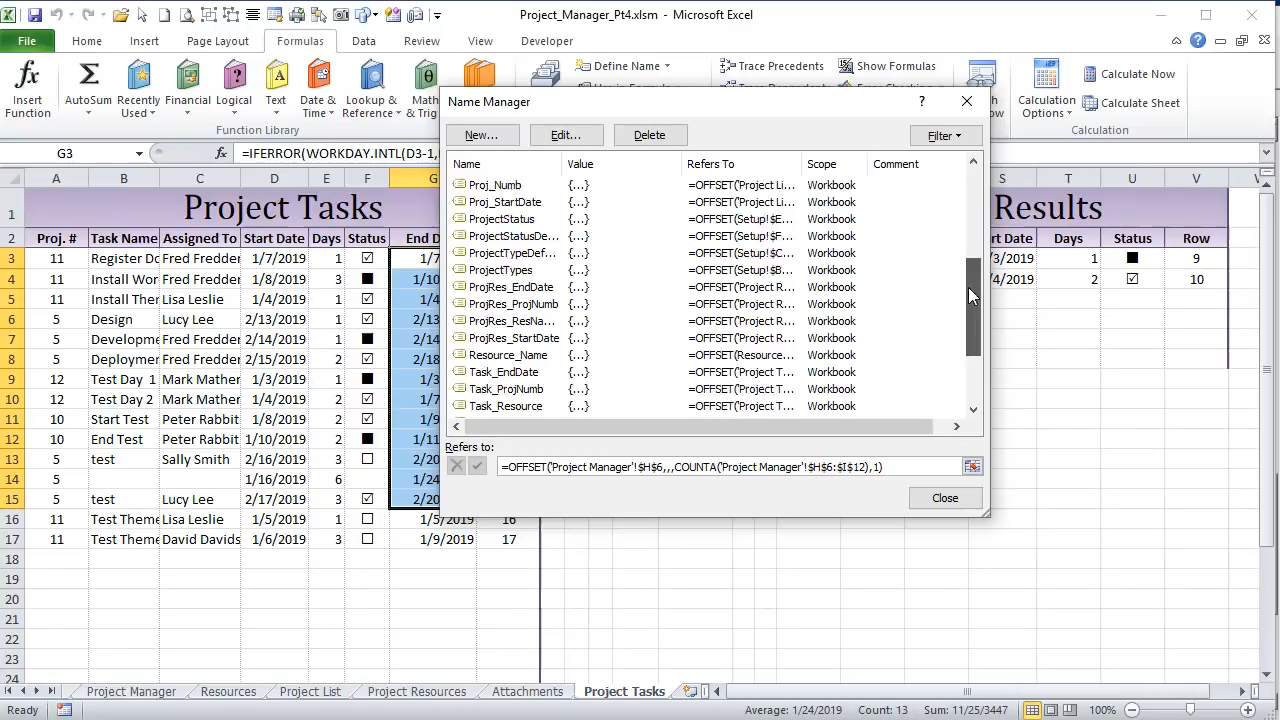 Project_Manager_Pt4.xlsm - Microsoft Excel
File Home Insert Page Layout Formulas Data Review View Developer
Insert Function
AutoSum
Recently Used
Financial
Logical
Text
Date & Time
Lookup & Reference
Math & Trig
Define Name
Trace Precedents
Show Formulas
Calculation Options
Calculate Now
Calculate Sheet
Function Library
Calculation
G3 fx =IFERROR(WORKDAY.INTL(D3-1,
A B C D E F G S T U V
1 Project Tasks Results
2 Proj. # Task Name Assigned To Start Date Days Status End D rt Date Days Status Row
3 11 Register Do Fred Fredder 1/7/2019 1 ☑ 1/7 /3/2019 1 ■ 9
4 11 Install Wor Fred Fredder 1/8/2019 3 ■ 1/10 /4/2019 2 ☑ 10
5 11 Install Ther Lisa Leslie 1/4/2019 1 ☑ 1/4
6 5 Design Lucy Lee 2/13/2019 1 ☑ 2/13
7 5 Developme Fred Fredder 2/14/2019 1 ■ 2/14
8 5 Deploymer Fred Fredder 2/15/2019 2 ☑ 2/18
9 12 Test Day 1 Mark Mather 1/3/2019 1 ■ 1/3
10 12 Test Day 2 Mark Mather 1/4/2019 2 ☑ 1/7
11 10 Start Test Peter Rabbit 1/8/2019 2 ☑ 1/9
12 10 End Test Peter Rabbit 1/10/2019 2 ■ 1/11
13 5 test Sally Smith 2/16/2019 3 ☐ 2/20
14 5 1/16/2019 6 1/24
15 5 test Lucy Lee 2/17/2019 3 ☑ 2/20
16 11 Test Theme Lisa Leslie 1/5/2019 1 ☐ 1/5/2019 16
17 11 Test Theme David Davids 1/6/2019 3 ☐ 1/9/2019 17
18
19
20
21
22
23
24
Name Manager
New... Edit... Delete Filter
Name Value Refers To Scope Comment
Proj_Numb {...} =OFFSET('Project Li... Workbook
Proj_StartDate {...} =OFFSET('Project Li... Workbook
ProjectStatus {...} =OFFSET(Setup!$E... Workbook
ProjectStatusDe... {...} =OFFSET(Setup!$F... Workbook
ProjectTypeDef... {...} =OFFSET(Setup!$C... Workbook
ProjectTypes {...} =OFFSET(Setup!$B... Workbook
ProjRes_EndDate {...} =OFFSET('Project R... Workbook
ProjRes_ProjNumb {...} =OFFSET('Project R... Workbook
ProjRes_ResNa... {...} =OFFSET('Project R... Workbook
ProjRes_StartDate {...} =OFFSET('Project R... Workbook
Resource_Name {...} =OFFSET(Resource... Workbook
Task_EndDate {...} =OFFSET('Project T... Workbook
Task_ProjNumb {...} =OFFSET('Project T... Workbook
Task_Resource {...} =OFFSET('Project T... Workbook
Refers to:
=OFFSET('Project Manager'!$H$6,,,COUNTA('Project Manager'!$H$6:$I$12),1)
Close
Project Manager Resources Project List Project Resources Attachments Project Tasks
Ready Average: 1/24/2019 Count: 13 Sum: 11/25/3447 100%